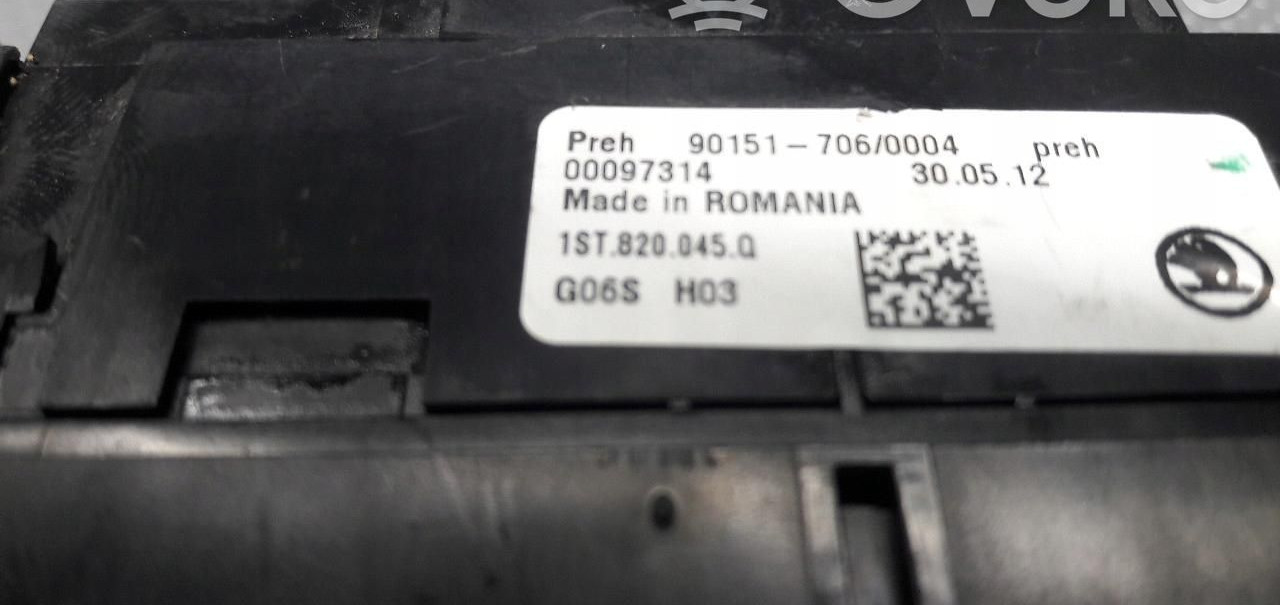 Preh 90151-706/0004 preh
00097314 30.05.12
Made in ROMANIA
1ST.820.045.Q
G06S H03